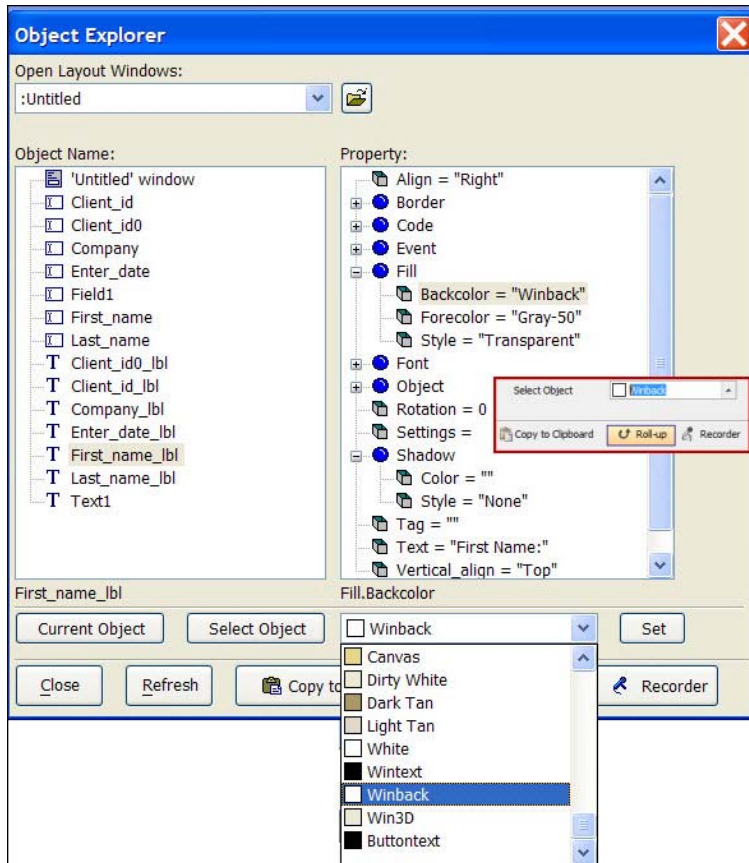 Object Explorer
Open Layout Windows:
:Untitled
Object Name:
'Untitled' window
Client_id
Client_id0
Company
Enter_date
Field1
First_name
Last_name
Client_id0_lbl
Client_id_lbl
Company_lbl
Enter_date_lbl
First_name_lbl
Last_name_lbl
Text1
Property:
Align = "Right"
Border
Code
Event
Fill
Backcolor = "Winback"
Forecolor = "Gray-50"
Style = "Transparent"
Font
Object
Rotation = 0
Settings =
Shadow
Color = ""
Style = "None"
Tag = ""
Text = "First Name:"
Vertical_align = "Top"
Select Object
Winback
Copy to Clipboard
Roll-up
Recorder
First_name_lbl
Fill.Backcolor
Current Object
Select Object
Winback
Set
Close
Refresh
Copy to
Recorder
Canvas
Dirty White
Dark Tan
Light Tan
White
Wintext
Winback
Win3D
Buttontext